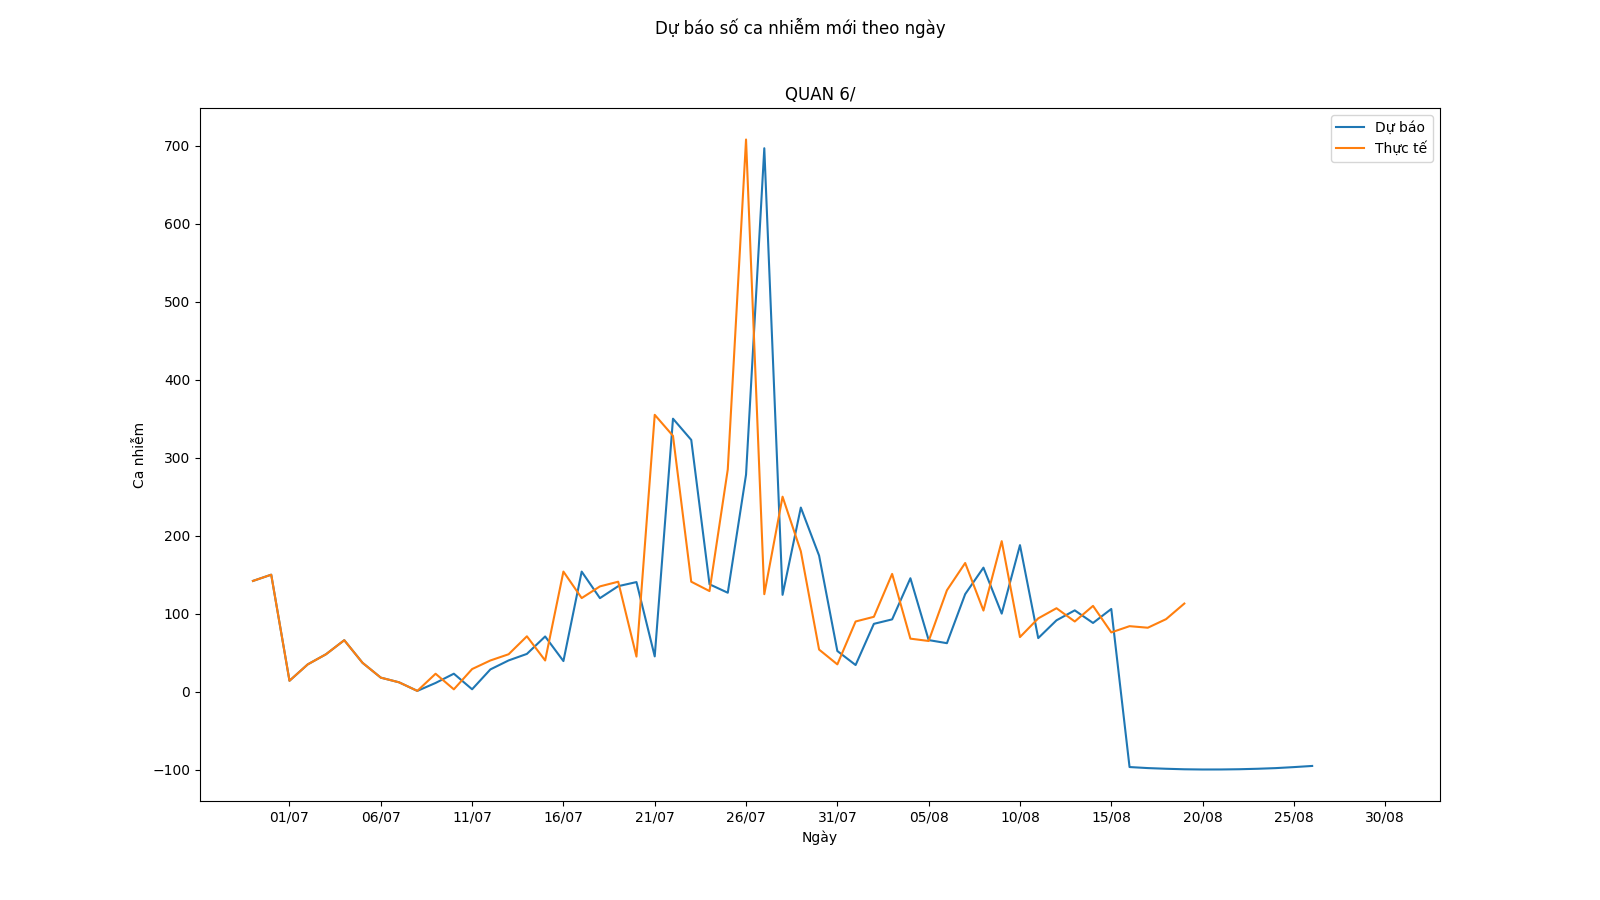 Dự báo số ca nhiễm mới theo ngày
QUAN 6/
Dự báo
Thực tế
Ca nhiễm
700
600
500
400
300
200
100
0
−100
01/07 06/07 11/07 16/07 21/07 26/07 31/07 05/08 10/08 15/08 20/08 25/08 30/08
Ngày